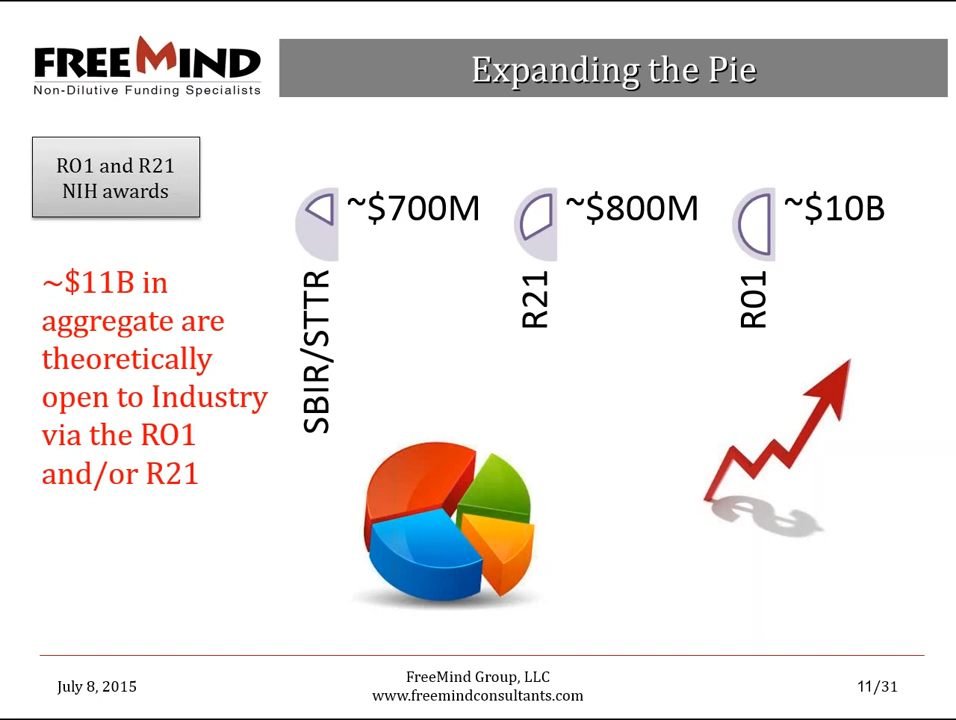 FREEMIND
Non-Dilutive Funding Specialists
Expanding the Pie
RO1 and R21
NIH awards
~$11B in
aggregate are
theoretically
open to Industry
via the RO1
and/or R21
~$700M
SBIR/STTR
~$800M
R21
~$10B
RO1
$
July 8, 2015
FreeMind Group, LLC
www.freemindconsultants.com
11/31